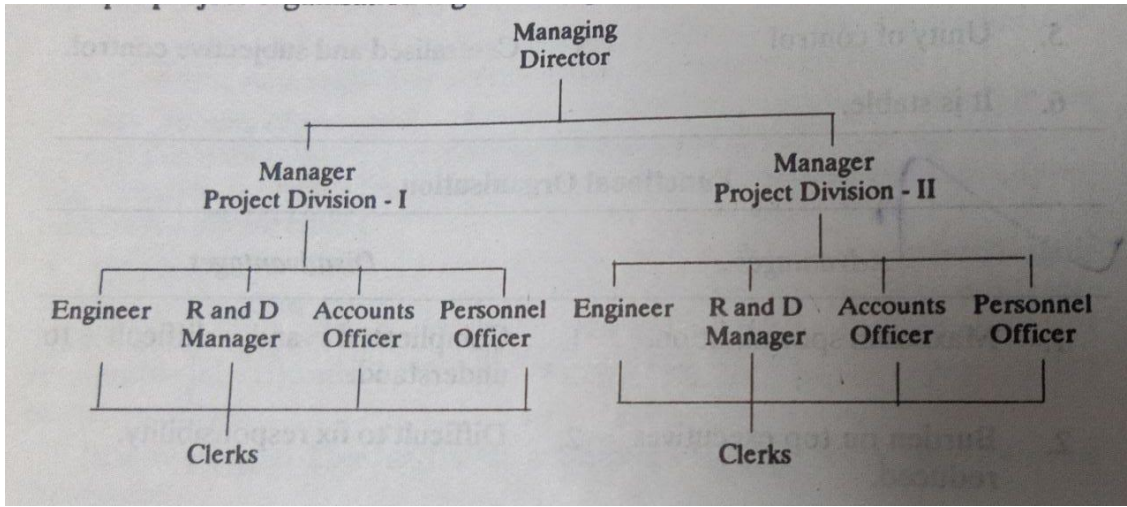 Managing
Director
Manager
Project Division - I
Manager
Project Division - II
Engineer R and D Accounts Personnel
Manager Officer Officer
Engineer R and D Accounts Personnel
Manager Officer Officer
Clerks
Clerks